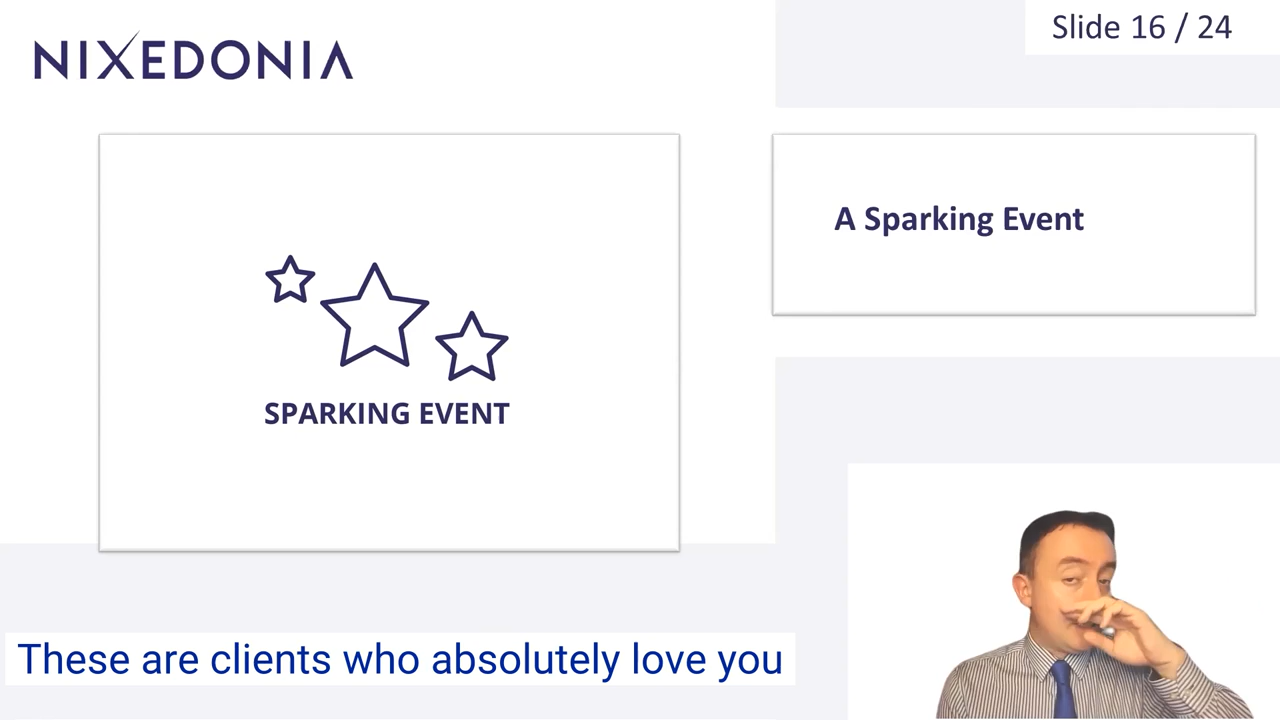 NIXEDONIA
Slide 16 / 24
A Sparking Event
SPARKING EVENT
These are clients who absolutely love you